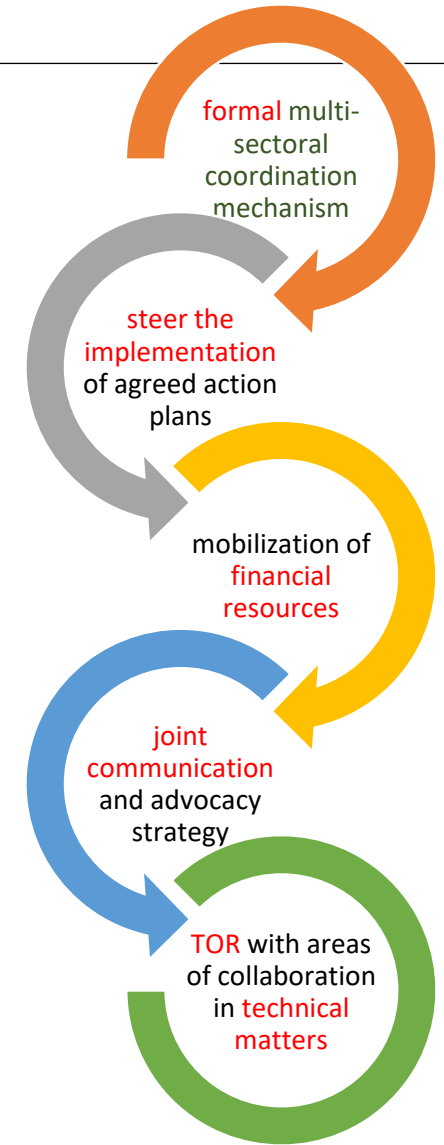 formal multi-
sectoral
coordination
mechanism
steer the
implementation
of agreed action
plans
mobilization of
financial
resources
joint
communication
and advocacy
strategy
TOR with areas
of collaboration
in technical
matters